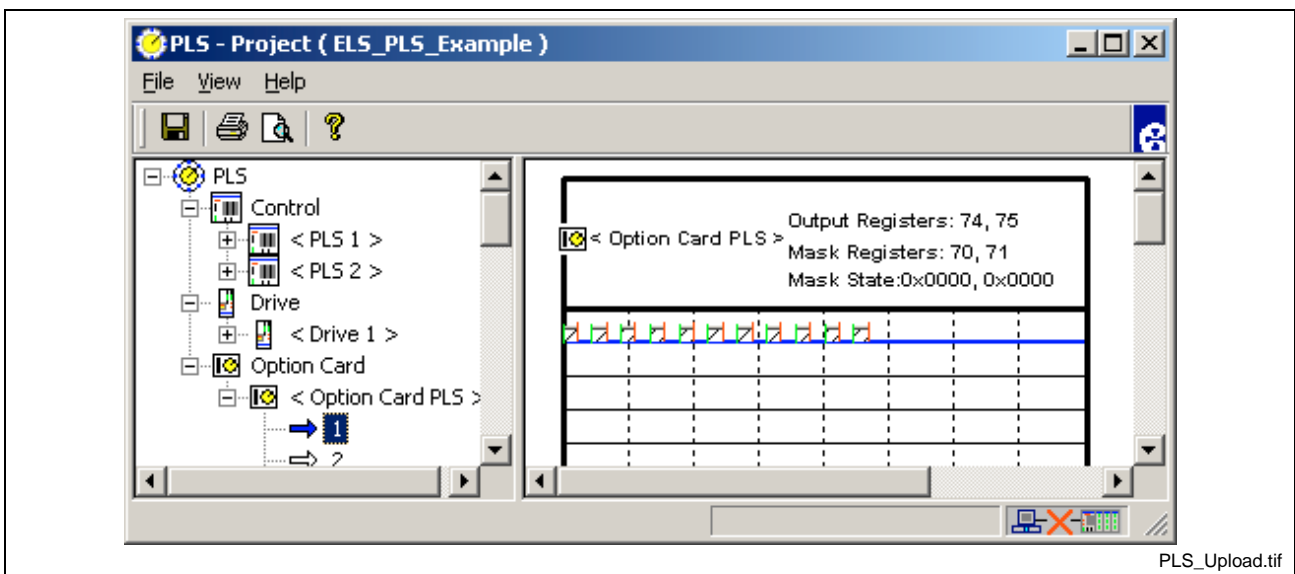 PLS - Project ( ELS_PLS_Example )
File View Help
PLS
Control
< PLS 1 >
< PLS 2 >
Drive
< Drive 1 >
Option Card
< Option Card PLS >
1
2
< Option Card PLS >
Output Registers: 74, 75
Mask Registers: 70, 71
Mask State:0x0000, 0x0000
PLS_Upload.tif